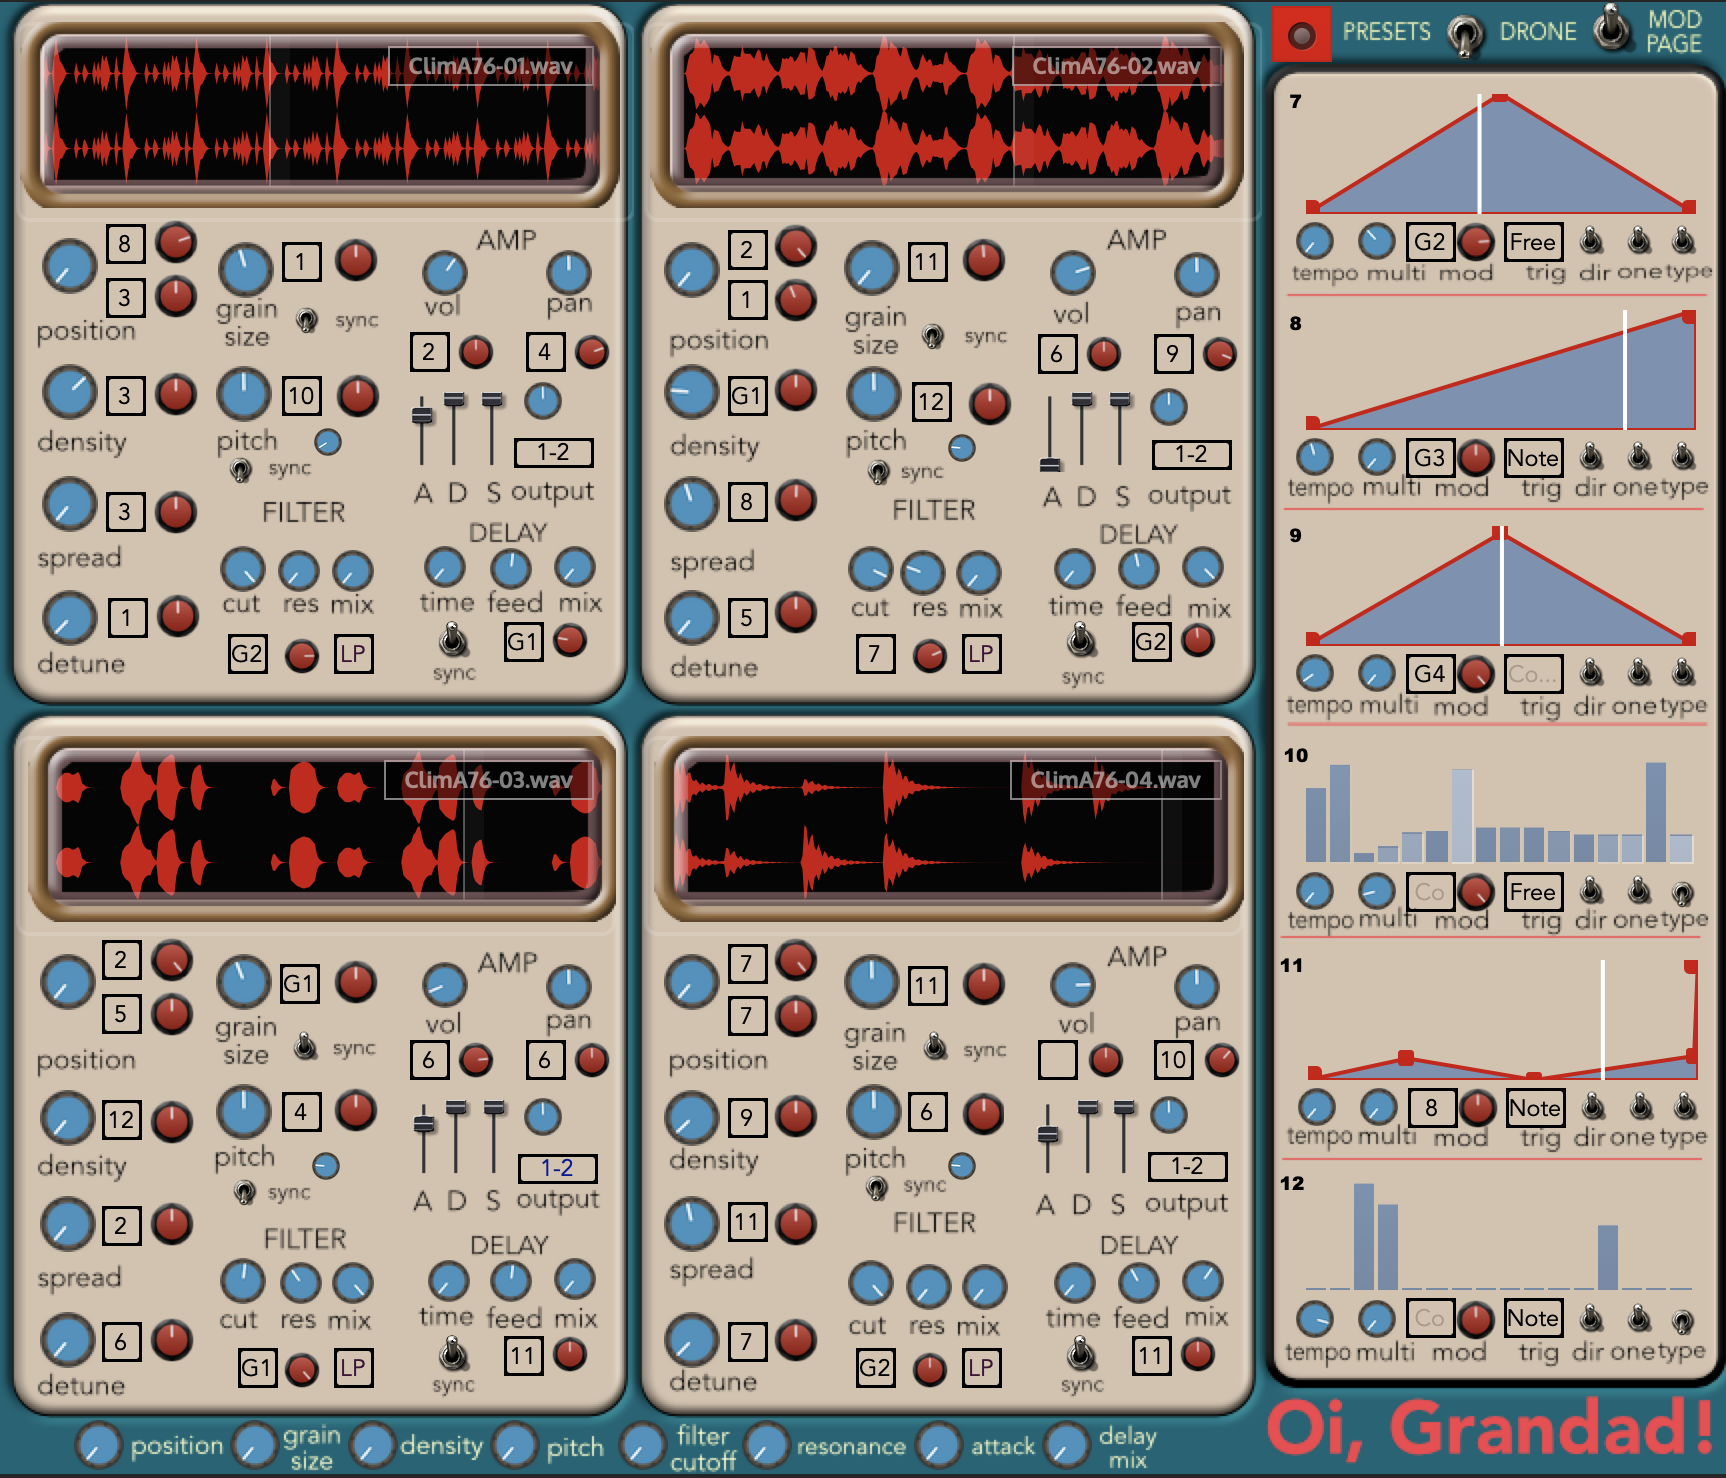 ClimA76-01.wav
8
3
position
1
grain
size
sync
AMP
vol
pan
2
4
3
density
10
pitch
sync
1-2
A D S output
3
spread
FILTER
cut res mix
G2
LP
DELAY
time feed mix
G1
sync
1
detune
ClimA76-02.wav
2
1
position
11
grain
size
sync
AMP
vol
pan
6
9
G1
density
12
pitch
sync
1-2
A D S output
8
spread
FILTER
cut res mix
7
LP
DELAY
time feed mix
G2
sync
5
detune
ClimA76-03.wav
2
5
position
G1
grain
size
sync
AMP
vol
pan
6
6
12
density
4
pitch
sync
1-2
A D S output
2
spread
FILTER
cut res mix
G1
LP
DELAY
time feed mix
11
sync
6
detune
ClimA76-04.wav
7
7
position
11
grain
size
sync
AMP
vol
pan
10
9
density
6
pitch
sync
1-2
A D S output
11
spread
FILTER
cut res mix
G2
LP
DELAY
time feed mix
11
sync
7
detune
PRESETS DRONE MOD
PAGE
7
G2 Free
tempo multi mod trig dir one type
8
G3 Note
tempo multi mod trig dir one type
9
G4 Co...
tempo multi mod trig dir one type
10
Co Free
tempo multi mod trig dir one type
11
8 Note
tempo multi mod trig dir one type
12
Co Note
tempo multi mod trig dir one type
position grain
size density pitch filter
cutoff resonance attack delay
mix
Oi, Grandad!